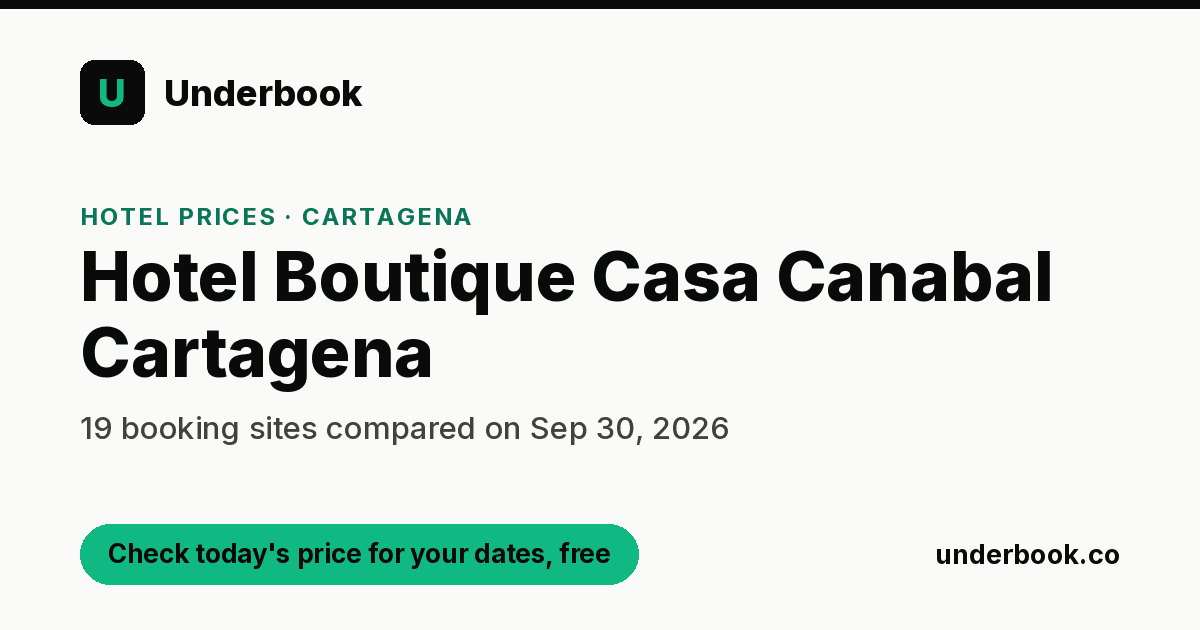 U Underbook
HOTEL PRICES · CARTAGENA
Hotel Boutique Casa Canabal
Cartagena
19 booking sites compared on Sep 30, 2026
Check today's price for your dates, free
underbook.co